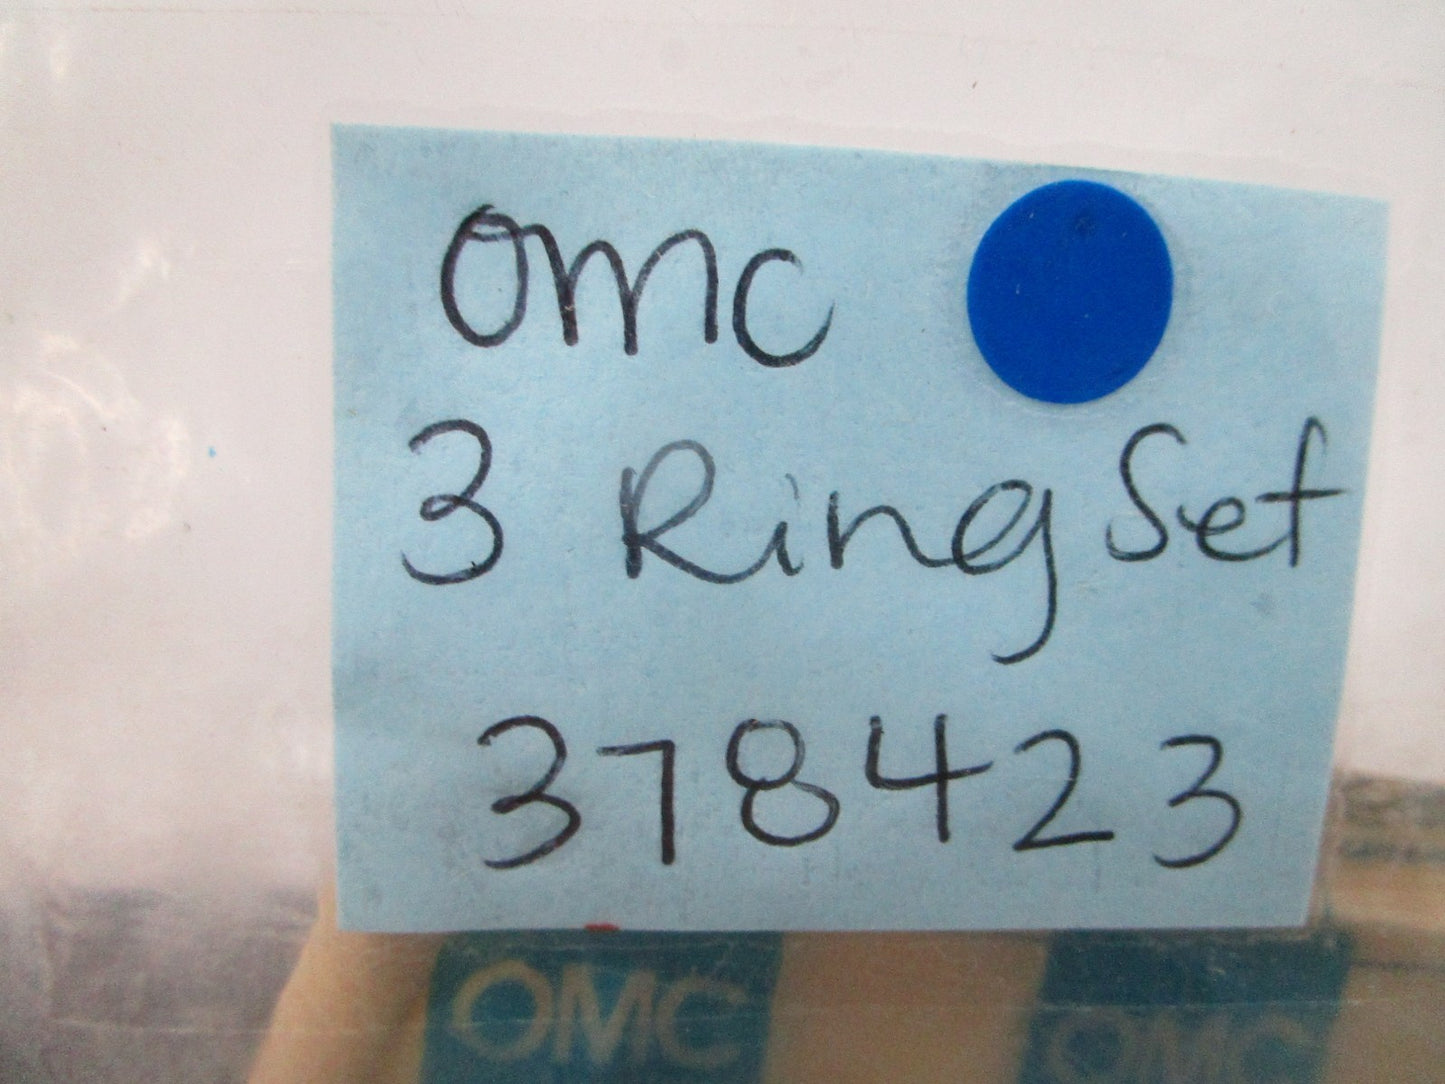 OMC
3 Ring Set
378423
OMC OMC